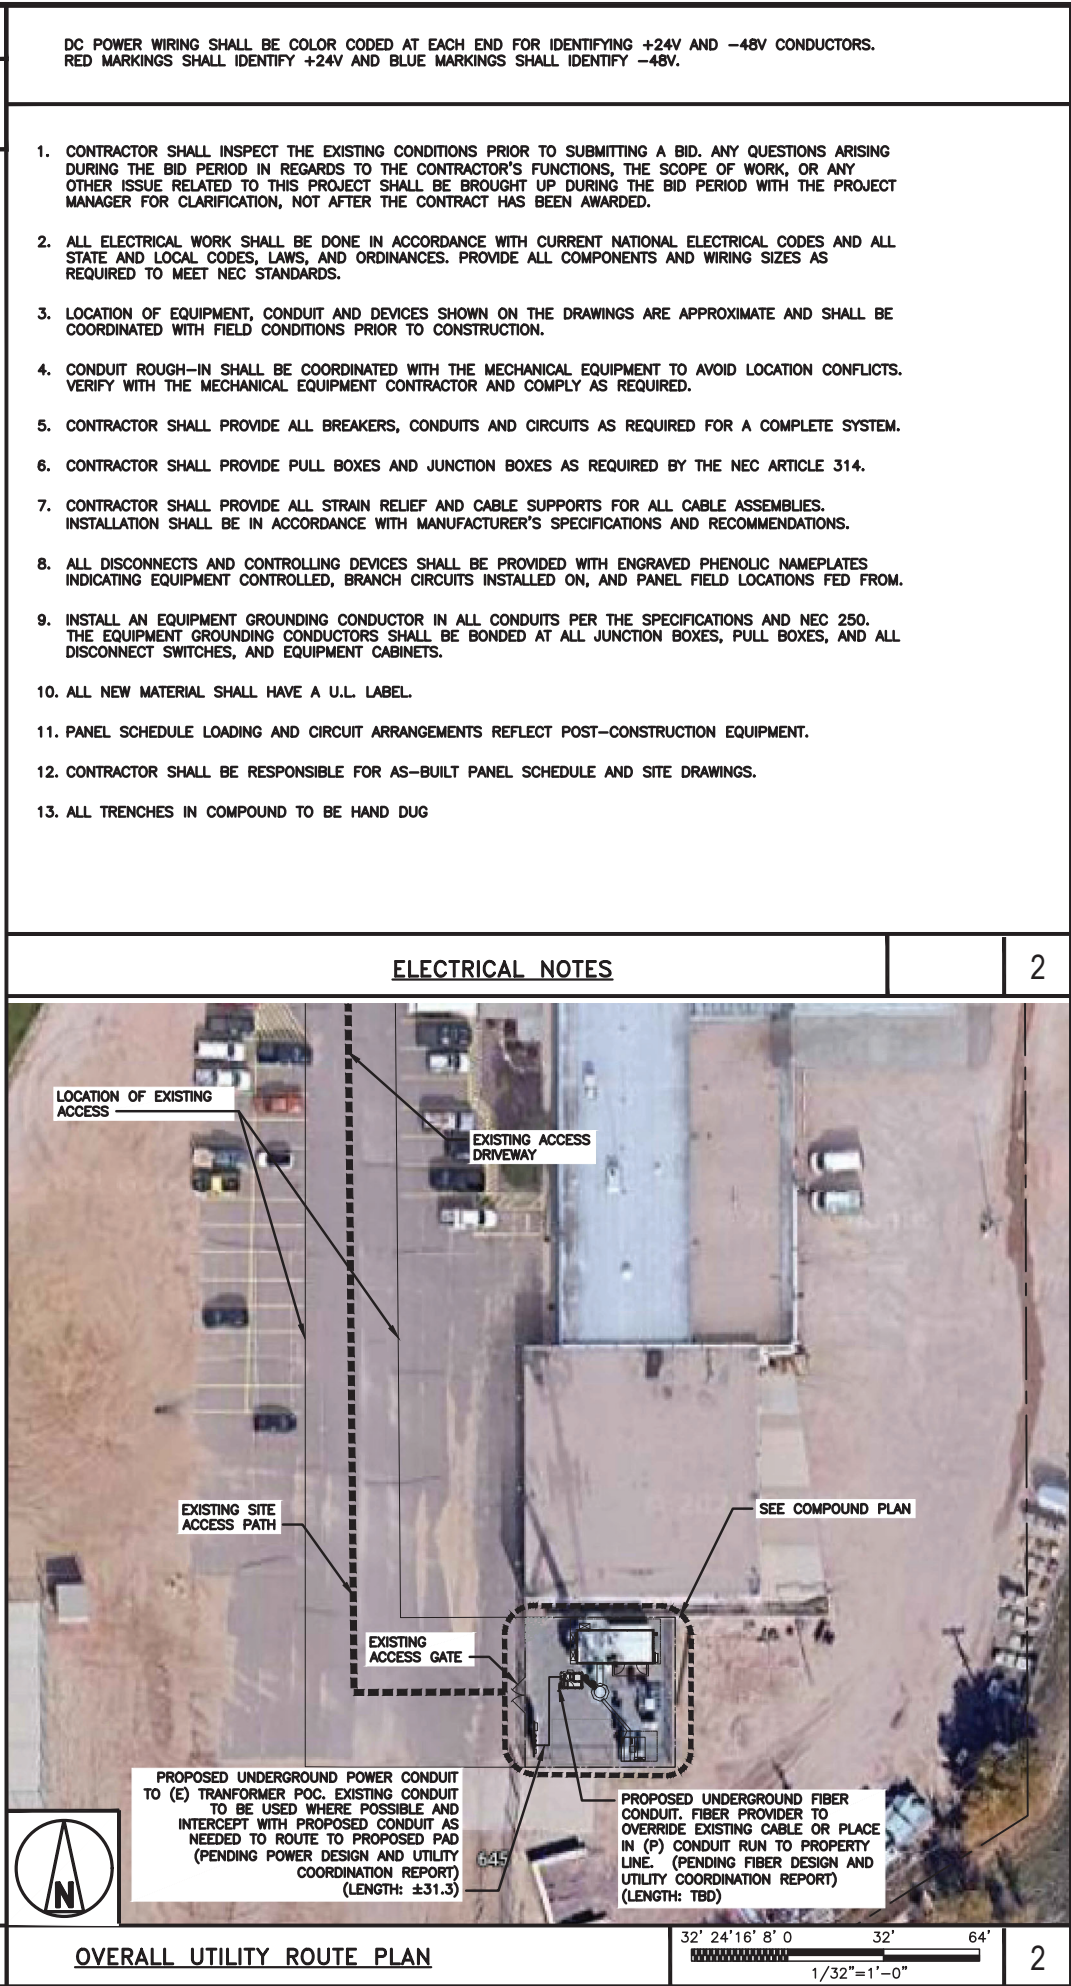 DC POWER WIRING SHALL BE COLOR CODED AT EACH END FOR IDENTIFYING +24V AND −48V CONDUCTORS.
RED MARKINGS SHALL IDENTIFY +24V AND BLUE MARKINGS SHALL IDENTIFY −48V.
1. CONTRACTOR SHALL INSPECT THE EXISTING CONDITIONS PRIOR TO SUBMITTING A BID. ANY QUESTIONS ARISING
DURING THE BID PERIOD IN REGARDS TO THE CONTRACTOR'S FUNCTIONS, THE SCOPE OF WORK, OR ANY
OTHER ISSUE RELATED TO THIS PROJECT SHALL BE BROUGHT UP DURING THE BID PERIOD WITH THE PROJECT
MANAGER FOR CLARIFICATION, NOT AFTER THE CONTRACT HAS BEEN AWARDED.
2. ALL ELECTRICAL WORK SHALL BE DONE IN ACCORDANCE WITH CURRENT NATIONAL ELECTRICAL CODES AND ALL
STATE AND LOCAL CODES, LAWS, AND ORDINANCES. PROVIDE ALL COMPONENTS AND WIRING SIZES AS
REQUIRED TO MEET NEC STANDARDS.
3. LOCATION OF EQUIPMENT, CONDUIT AND DEVICES SHOWN ON THE DRAWINGS ARE APPROXIMATE AND SHALL BE
COORDINATED WITH FIELD CONDITIONS PRIOR TO CONSTRUCTION.
4. CONDUIT ROUGH−IN SHALL BE COORDINATED WITH THE MECHANICAL EQUIPMENT TO AVOID LOCATION CONFLICTS.
VERIFY WITH THE MECHANICAL EQUIPMENT CONTRACTOR AND COMPLY AS REQUIRED.
5. CONTRACTOR SHALL PROVIDE ALL BREAKERS, CONDUITS AND CIRCUITS AS REQUIRED FOR A COMPLETE SYSTEM.
6. CONTRACTOR SHALL PROVIDE PULL BOXES AND JUNCTION BOXES AS REQUIRED BY THE NEC ARTICLE 314.
7. CONTRACTOR SHALL PROVIDE ALL STRAIN RELIEF AND CABLE SUPPORTS FOR ALL CABLE ASSEMBLIES.
INSTALLATION SHALL BE IN ACCORDANCE WITH MANUFACTURER'S SPECIFICATIONS AND RECOMMENDATIONS.
8. ALL DISCONNECTS AND CONTROLLING DEVICES SHALL BE PROVIDED WITH ENGRAVED PHENOLIC NAMEPLATES
INDICATING EQUIPMENT CONTROLLED, BRANCH CIRCUITS INSTALLED ON, AND PANEL FIELD LOCATIONS FED FROM.
9. INSTALL AN EQUIPMENT GROUNDING CONDUCTOR IN ALL CONDUITS PER THE SPECIFICATIONS AND NEC 250.
THE EQUIPMENT GROUNDING CONDUCTORS SHALL BE BONDED AT ALL JUNCTION BOXES, PULL BOXES, AND ALL
DISCONNECT SWITCHES, AND EQUIPMENT CABINETS.
10. ALL NEW MATERIAL SHALL HAVE A U.L. LABEL.
11. PANEL SCHEDULE LOADING AND CIRCUIT ARRANGEMENTS REFLECT POST−CONSTRUCTION EQUIPMENT.
12. CONTRACTOR SHALL BE RESPONSIBLE FOR AS−BUILT PANEL SCHEDULE AND SITE DRAWINGS.
13. ALL TRENCHES IN COMPOUND TO BE HAND DUG
ELECTRICAL NOTES
2
LOCATION OF EXISTING
ACCESS
EXISTING ACCESS
DRIVEWAY
EXISTING SITE
ACCESS PATH
SEE COMPOUND PLAN
EXISTING
ACCESS GATE
PROPOSED UNDERGROUND POWER CONDUIT
TO (E) TRANFORMER POC. EXISTING CONDUIT
TO BE USED WHERE POSSIBLE AND
INTERCEPT WITH PROPOSED CONDUIT AS
NEEDED TO ROUTE TO PROPOSED PAD
(PENDING POWER DESIGN AND UTILITY
COORDINATION REPORT)
(LENGTH: ±31.3)
645
PROPOSED UNDERGROUND FIBER
CONDUIT. FIBER PROVIDER TO
OVERRIDE EXISTING CABLE OR PLACE
IN (P) CONDUIT RUN TO PROPERTY
LINE. (PENDING FIBER DESIGN AND
UTILITY COORDINATION REPORT)
(LENGTH: TBD)
N
OVERALL UTILITY ROUTE PLAN
32' 24'16' 8' 0 32' 64'
1/32"=1'−0"
2